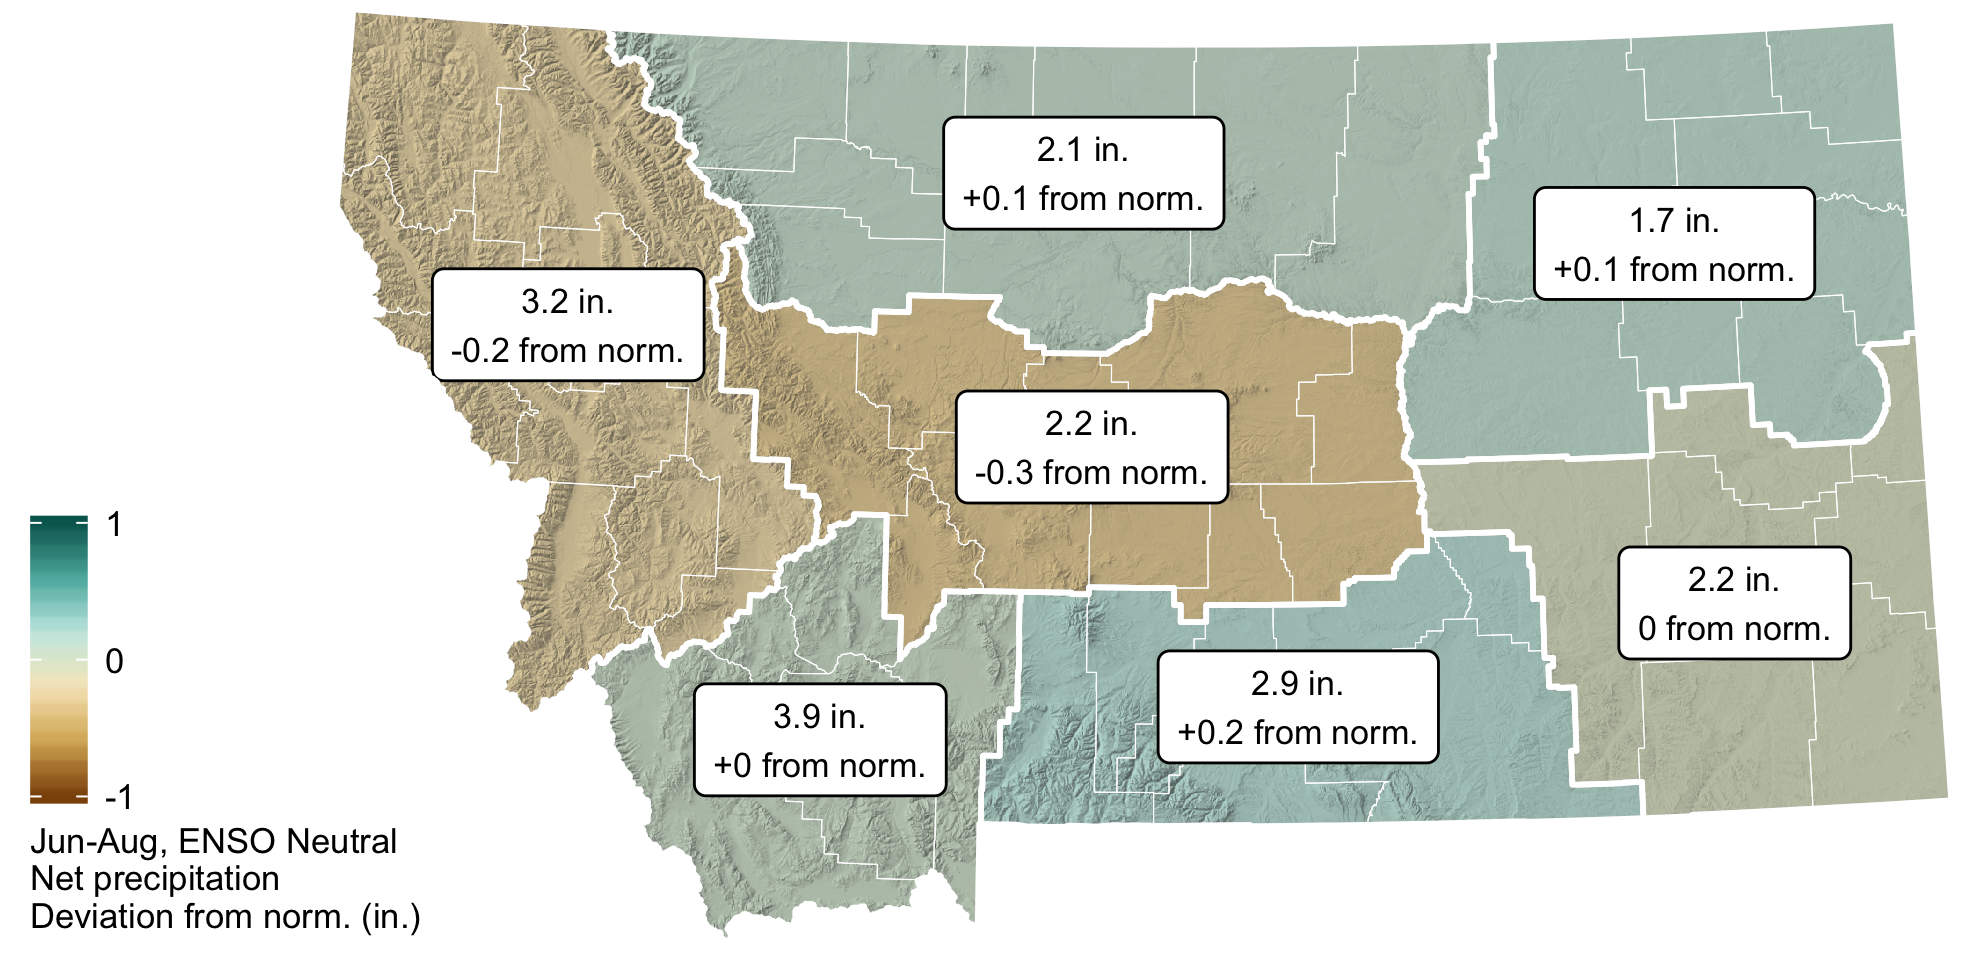 2.1 in.
+0.1 from norm.
1.7 in.
+0.1 from norm.
3.2 in.
-0.2 from norm.
2.2 in.
-0.3 from norm.
2.2 in.
0 from norm.
2.9 in.
+0.2 from norm.
3.9 in.
+0 from norm.
1
0
-1
Jun-Aug, ENSO Neutral
Net precipitation
Deviation from norm. (in.)